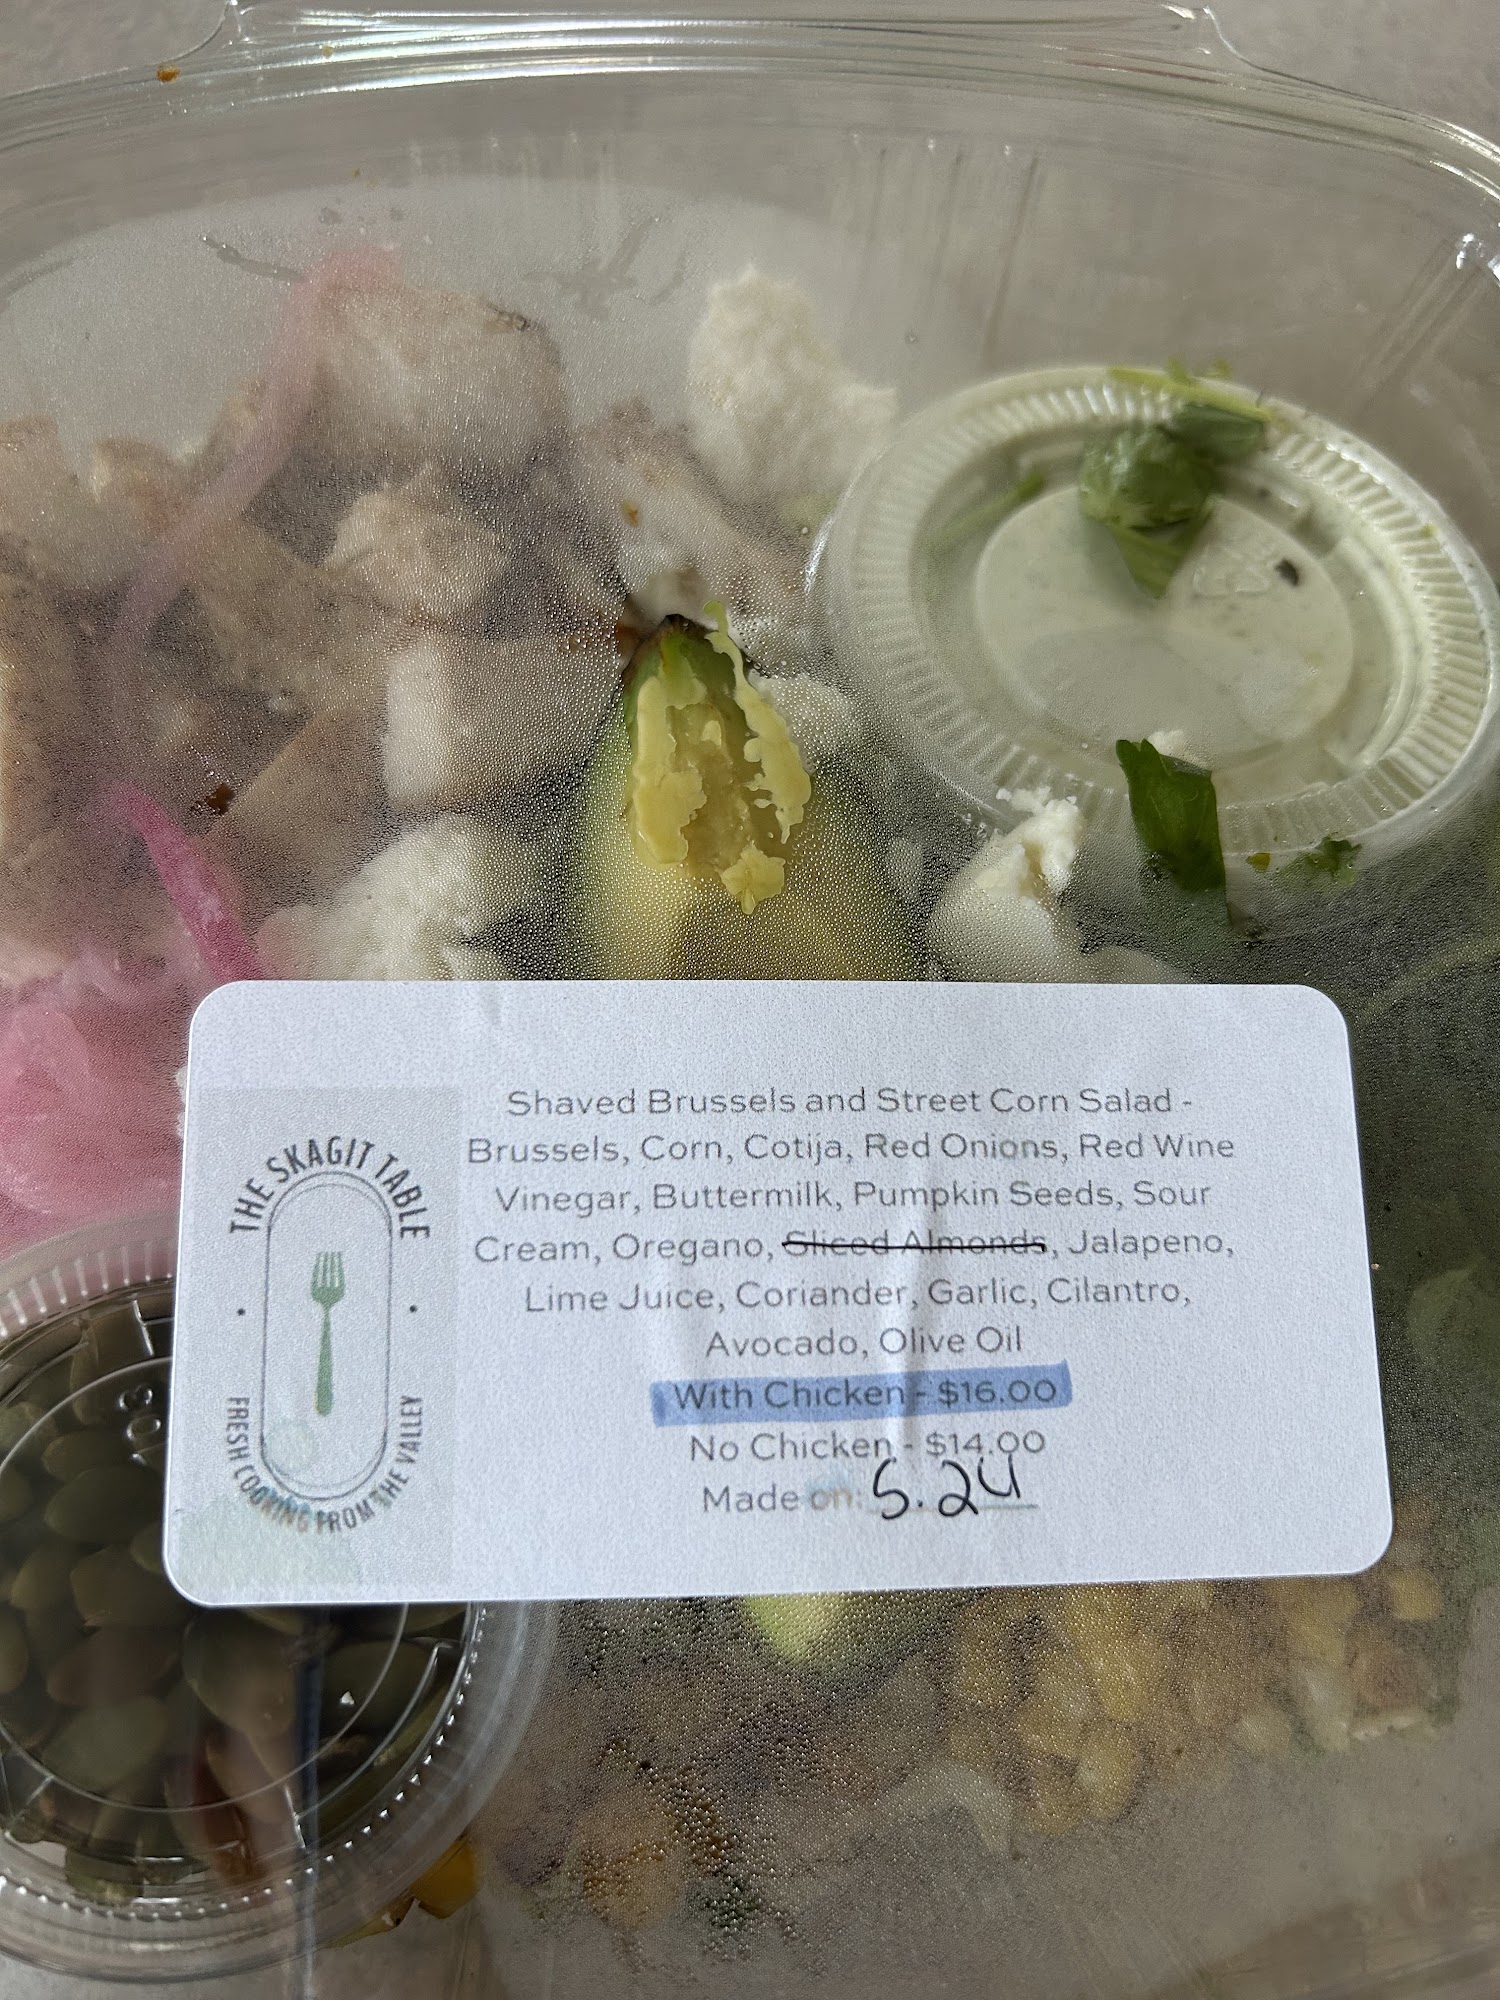 THE SKAGIT TABLE
FRESH COOKING FROM THE VALLEY
Shaved Brussels and Street Corn Salad -
Brussels, Corn, Cotija, Red Onions, Red Wine
Vinegar, Buttermilk, Pumpkin Seeds, Sour
Cream, Oregano, Sliced Almonds, Jalapeno,
Lime Juice, Coriander, Garlic, Cilantro,
Avocado, Olive Oil
With Chicken - $16.00
No Chicken - $14.00
Made on: 5.24
103